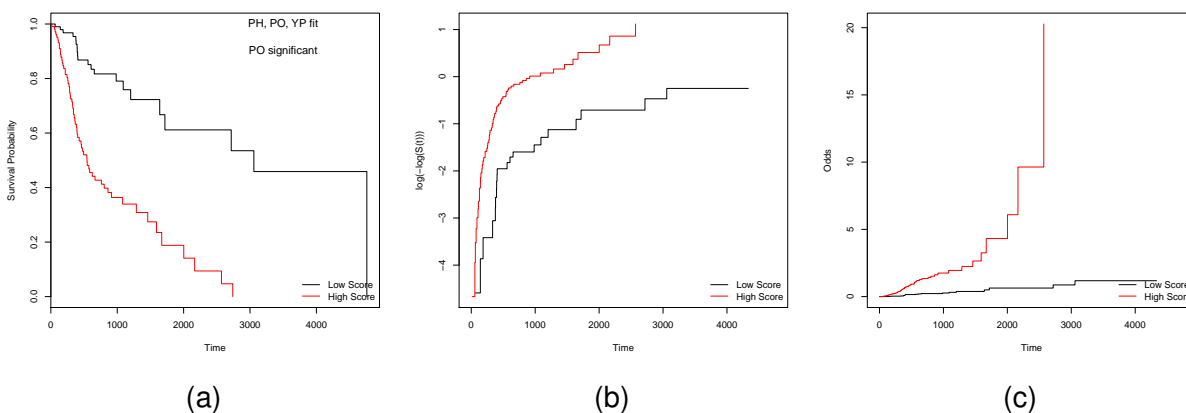 PH, PO, YP fit
PO significant
Survival Probability
1.0
0.8
0.6
0.4
0.2
0.0
Low Score
High Score
0 1000 2000 3000 4000
Time
(a)
log(−log(S(t)))
1
0
−1
−2
−3
−4
Low Score
High Score
0 1000 2000 3000 4000
Time
(b)
Odds
20
15
10
5
0
Low Score
High Score
0 1000 2000 3000 4000
Time
(c)